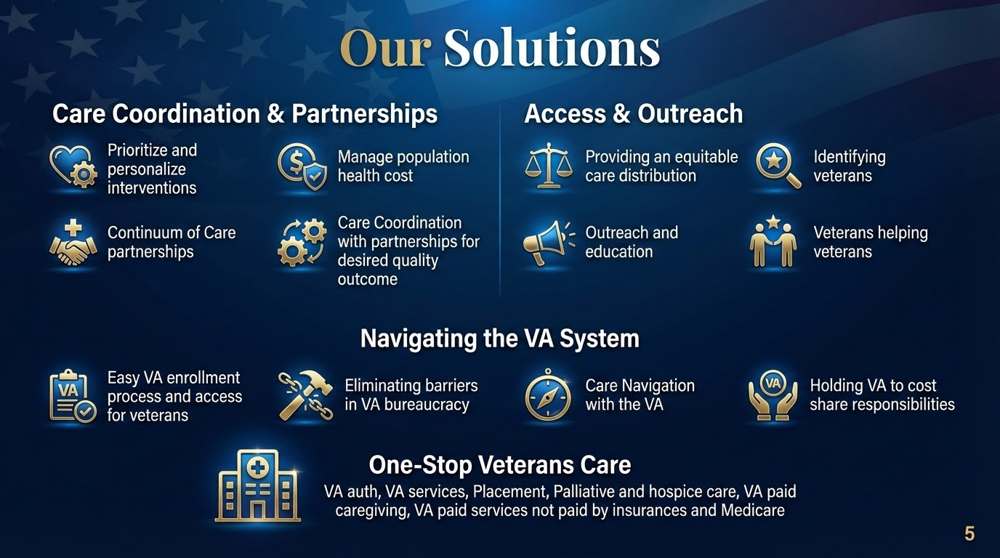 Our Solutions
Care Coordination & Partnerships
Prioritize and
personalize
interventions
Manage population
health cost
Continuum of Care
partnerships
Care Coordination
with partnerships for
desired quality
outcome
Access & Outreach
Providing an equitable
care distribution
Identifying
veterans
Outreach and
education
Veterans helping
veterans
Navigating the VA System
VA
Easy VA enrollment
process and access
for veterans
Eliminating barriers
in VA bureaucracy
Care Navigation
with the VA
VA
Holding VA to cost
share responsibilities
One-Stop Veterans Care
VA auth, VA services, Placement, Palliative and hospice care, VA paid
caregiving, VA paid services not paid by insurances and Medicare
5